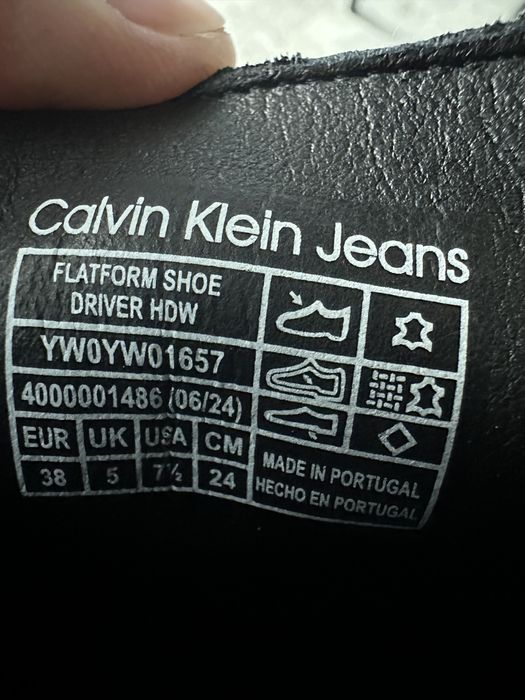 Calvin Klein Jeans
FLATFORM SHOE
DRIVER HDW
YW0YW01657
4000001486 (06/24)
EUR UK USA CM
38 5 7½ 24
MADE IN PORTUGAL
HECHO EN PORTUGAL